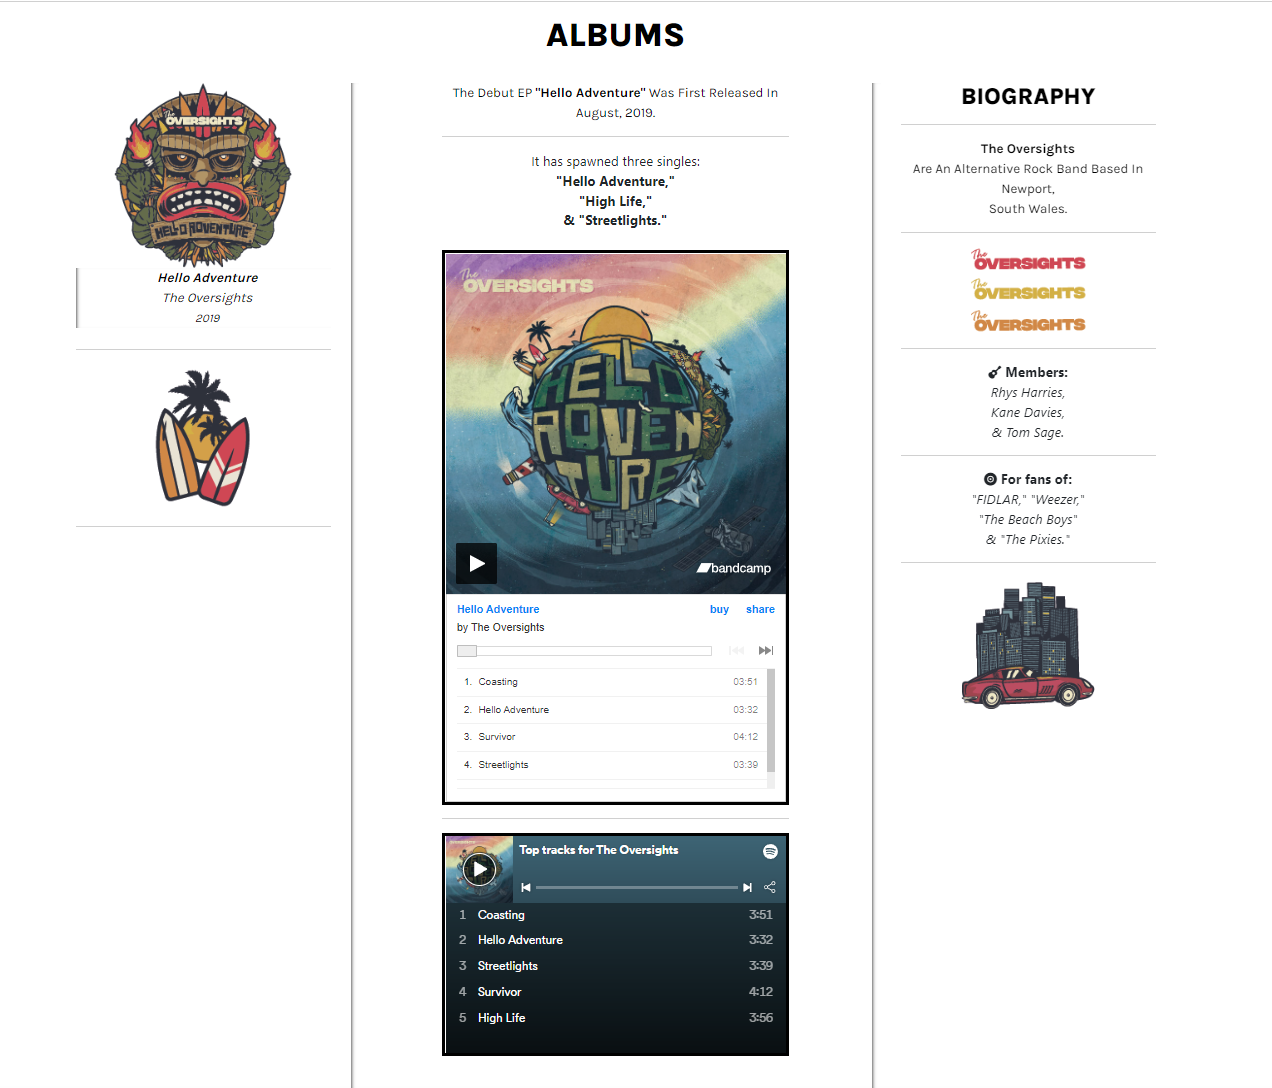 ALBUMS
The
OVERSIGHTS
HELLO ADVENTURE
Hello Adventure
The Oversights
2019
The Debut EP "Hello Adventure" Was First Released In
August, 2019.
It has spawned three singles:
"Hello Adventure,"
"High Life,"
& "Streetlights."
The
OVERSIGHTS
HELLO
ADVEN
TURE
bandcamp
Hello Adventure
buy
share
by The Oversights
1. Coasting 03:51
2. Hello Adventure 03:32
3. Survivor 04:12
4. Streetlights 03:39
Top tracks for The Oversights
1 Coasting 3:51
2 Hello Adventure 3:32
3 Streetlights 3:39
4 Survivor 4:12
5 High Life 3:56
BIOGRAPHY
The Oversights
Are An Alternative Rock Band Based In
Newport,
South Wales.
The
OVERSIGHTS
The
OVERSIGHTS
The
OVERSIGHTS
Members:
Rhys Harries,
Kane Davies,
& Tom Sage.
For fans of:
"FIDLAR," "Weezer,"
"The Beach Boys"
& "The Pixies."